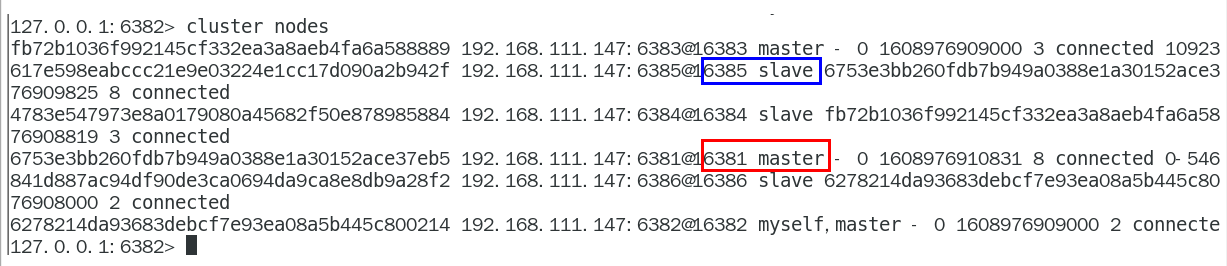 127.0.0.1:6382> cluster nodes
fb72b1036f992145cf332ea3a8aeb4fa6a588889 192.168.111.147:6383@16383 master - 0 1608976909000 3 connected 10923
617e598eabccc21e9e03224e1cc17d090a2b942f 192.168.111.147:6385@16385 slave 6753e3bb260fdb7b949a0388e1a30152ace3
76909825 8 connected
4783e547973e8a0179080a45682f50e878985884 192.168.111.147:6384@16384 slave fb72b1036f992145cf332ea3a8aeb4fa6a58
76908819 3 connected
6753e3bb260fdb7b949a0388e1a30152ace37eb5 192.168.111.147:6381@16381 master - 0 1608976910831 8 connected 0-546
841d887ac94df90de3ca0694da9ca8e8db9a28f2 192.168.111.147:6386@16386 slave 6278214da93683debcf7e93ea08a5b445c80
76908000 2 connected
6278214da93683debcf7e93ea08a5b445c800214 192.168.111.147:6382@16382 myself,master - 0 1608976909000 2 connecte
127.0.0.1:6382>